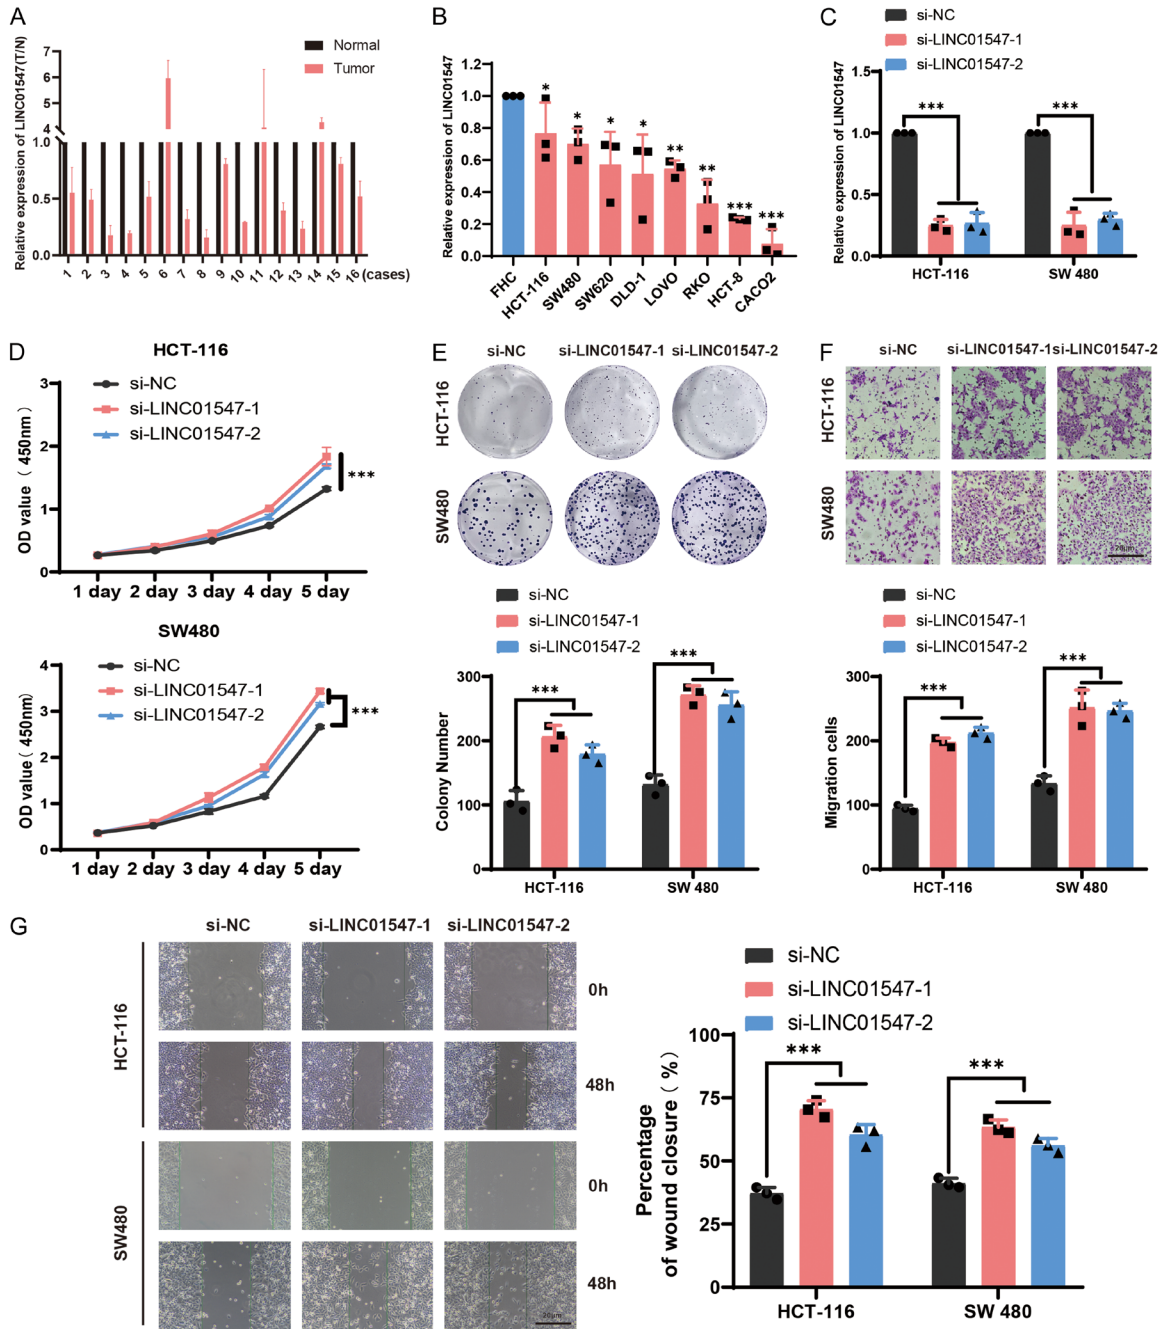 A
Normal
Tumor
Relative expression of LINC01547(T/N)
7
6
5
4
1.0
0.5
0.0
1 2 3 4 5 6 7 8 9 10 11 12 13 14 15 16 (cases)
B
Relative expression of LINC01547
1.2
1.0
0.8
0.6
0.4
0.2
0.0
* * * * ** ** *** ***
FHC HCT-116 SW480 SW620 DLD-1 LOVO RKO HCT-8 CACO2
C
si-NC
si-LINC01547-1
si-LINC01547-2
Relative expression of LINC01547
1.5
1.0
0.5
0.0
*** ***
HCT-116 SW 480
D
HCT-116
si-NC
si-LINC01547-1
si-LINC01547-2
OD value（450nm）
3
2
1
0
***
1 day 2 day 3 day 4 day 5 day
SW480
si-NC
si-LINC01547-1
si-LINC01547-2
OD value（450nm）
4
3
2
1
0
***
1 day 2 day 3 day 4 day 5 day
E
si-NC si-LINC01547-1 si-LINC01547-2
HCT-116
SW480
si-NC
si-LINC01547-1
si-LINC01547-2
Colony Number
300
200
100
0
*** ***
HCT-116 SW 480
F
si-NC si-LINC01547-1 si-LINC01547-2
HCT-116
SW480
si-NC
si-LINC01547-1
si-LINC01547-2
Migration cells
300
200
100
0
*** ***
HCT-116 SW 480
G
si-NC si-LINC01547-1 si-LINC01547-2
HCT-116
0h
48h
SW480
0h
48h
si-NC
si-LINC01547-1
si-LINC01547-2
Percentage
of wound closure（%）
100
75
50
25
0
*** ***
HCT-116 SW 480